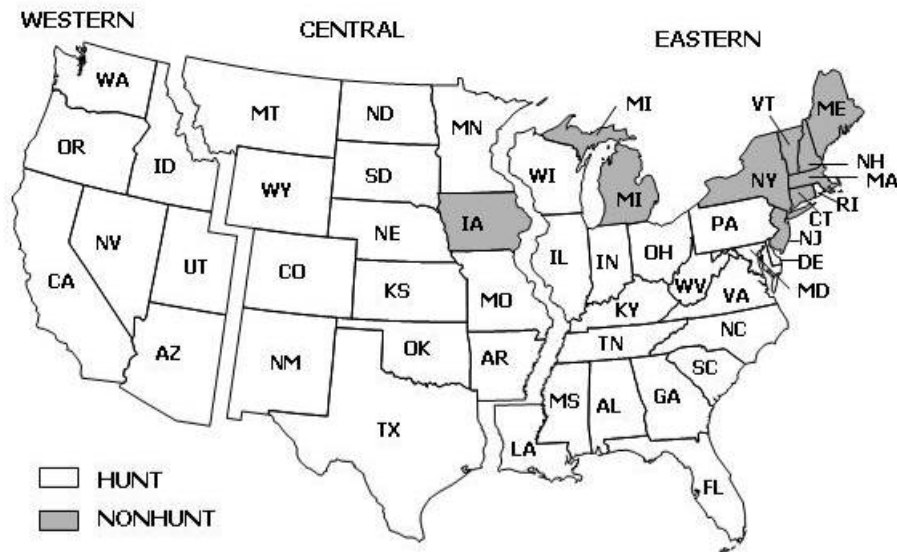 WESTERN
CENTRAL
EASTERN
WA
MT
ND
MN
MI
VT
ME
OR
ID
SD
WI
NH
WY
MI
NY
MA
RI
IA
PA
CT
NE
NJ
NV
IL
IN
OH
DE
UT
CO
WV
CA
KS
MO
VA
MD
KY
NC
AZ
OK
AR
TN
NM
SC
MS
AL
GA
TX
LA
FL
HUNT
NONHUNT